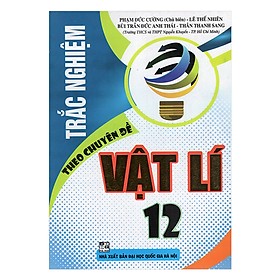 PHẠM ĐỨC CƯỜNG (Chủ biên) - LÊ THẾ NHIÊN
BÙI TRẦN ĐỨC ANH THÁI - THÂN THANH SANG
(Trường THCS và THPT Nguyễn Khuyến - TP Hồ Chí Minh)
TRẮC NGHIỆM
THEO CHUYÊN ĐỀ
VẬT LÍ
12
NHÀ XUẤT BẢN ĐẠI HỌC QUỐC GIA HÀ NỘI